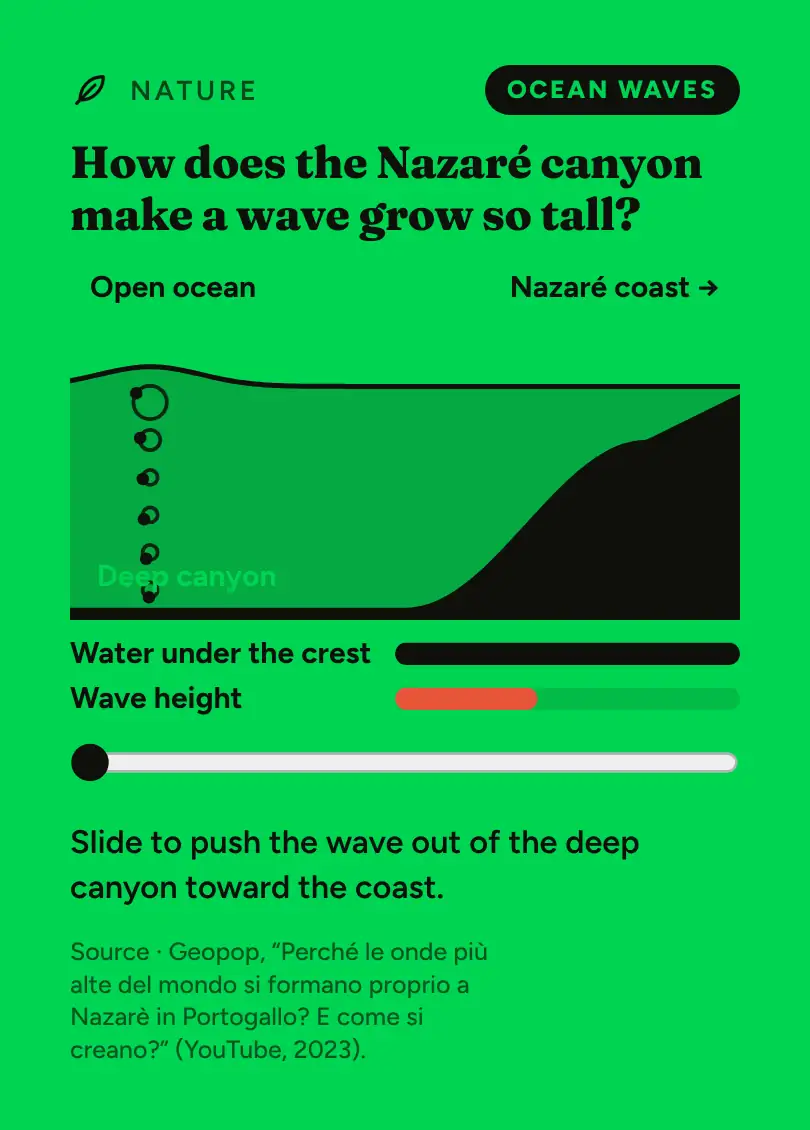 NATURE
OCEAN WAVES
How does the Nazaré canyon
make a wave grow so tall?
Open ocean
Nazaré coast →
Deep canyon
Water under the crest
Wave height
Slide to push the wave out of the deep
canyon toward the coast.
Source · Geopop, “Perché le onde più
alte del mondo si formano proprio a
Nazarè in Portogallo? E come si
creano?” (YouTube, 2023).